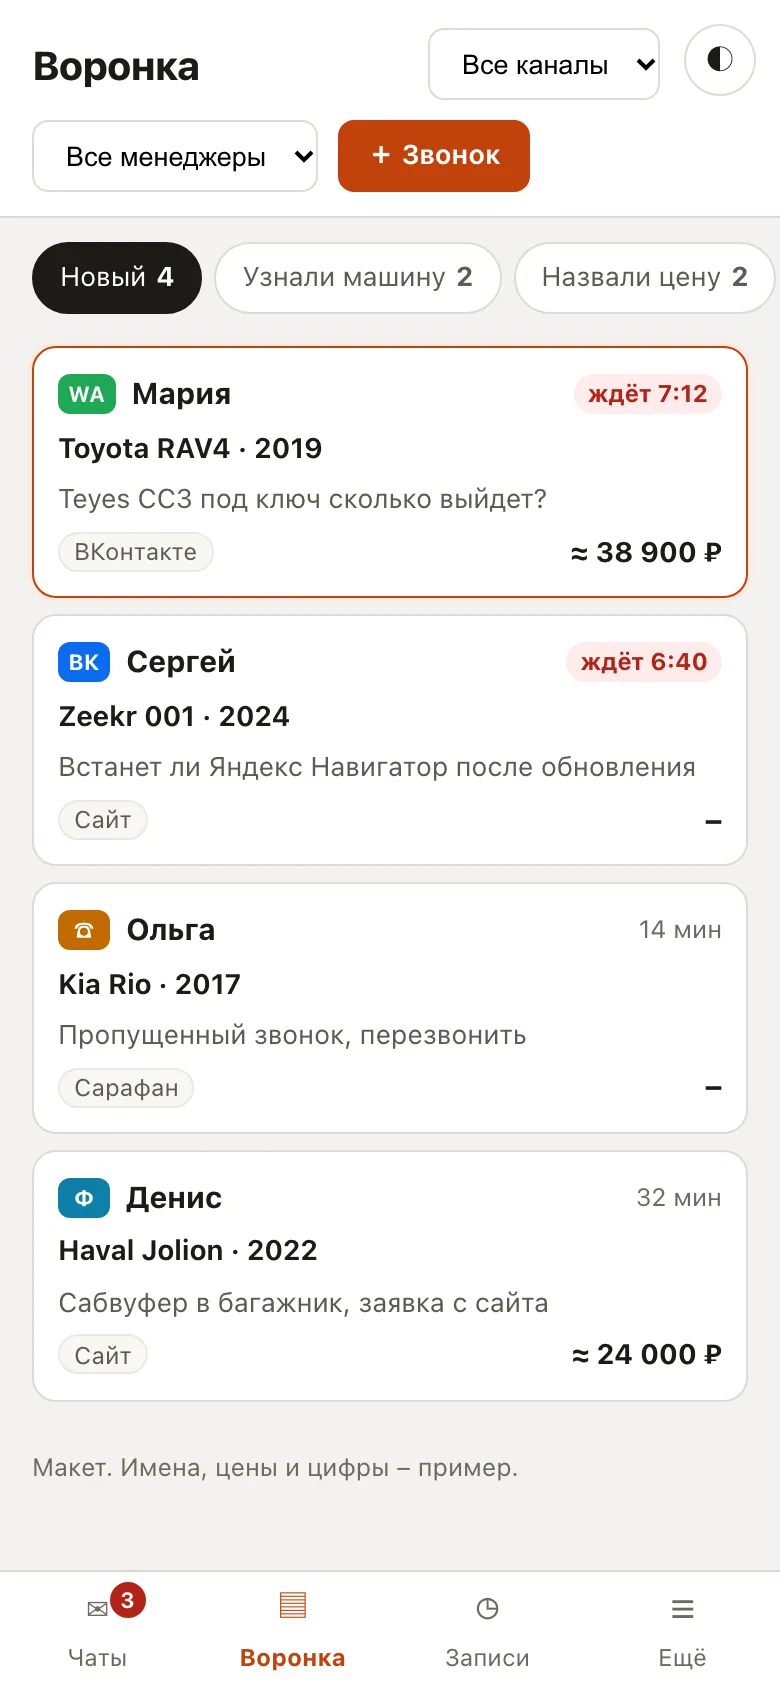 Воронка
Все каналы
Все менеджеры
+ Звонок
Новый 4
Узнали машину 2
Назвали цену 2
WA Мария ждёт 7:12
Toyota RAV4 · 2019
Teyes CC3 под ключ сколько выйдет?
ВКонтакте ≈ 38 900 ₽
ВК Сергей ждёт 6:40
Zeekr 001 · 2024
Встанет ли Яндекс Навигатор после обновления
Сайт –
☎ Ольга 14 мин
Kia Rio · 2017
Пропущенный звонок, перезвонить
Сарафан –
Ф Денис 32 мин
Haval Jolion · 2022
Сабвуфер в багажник, заявка с сайта
Сайт ≈ 24 000 ₽
Макет. Имена, цены и цифры – пример.
3
Чаты
Воронка
Записи
Ещё